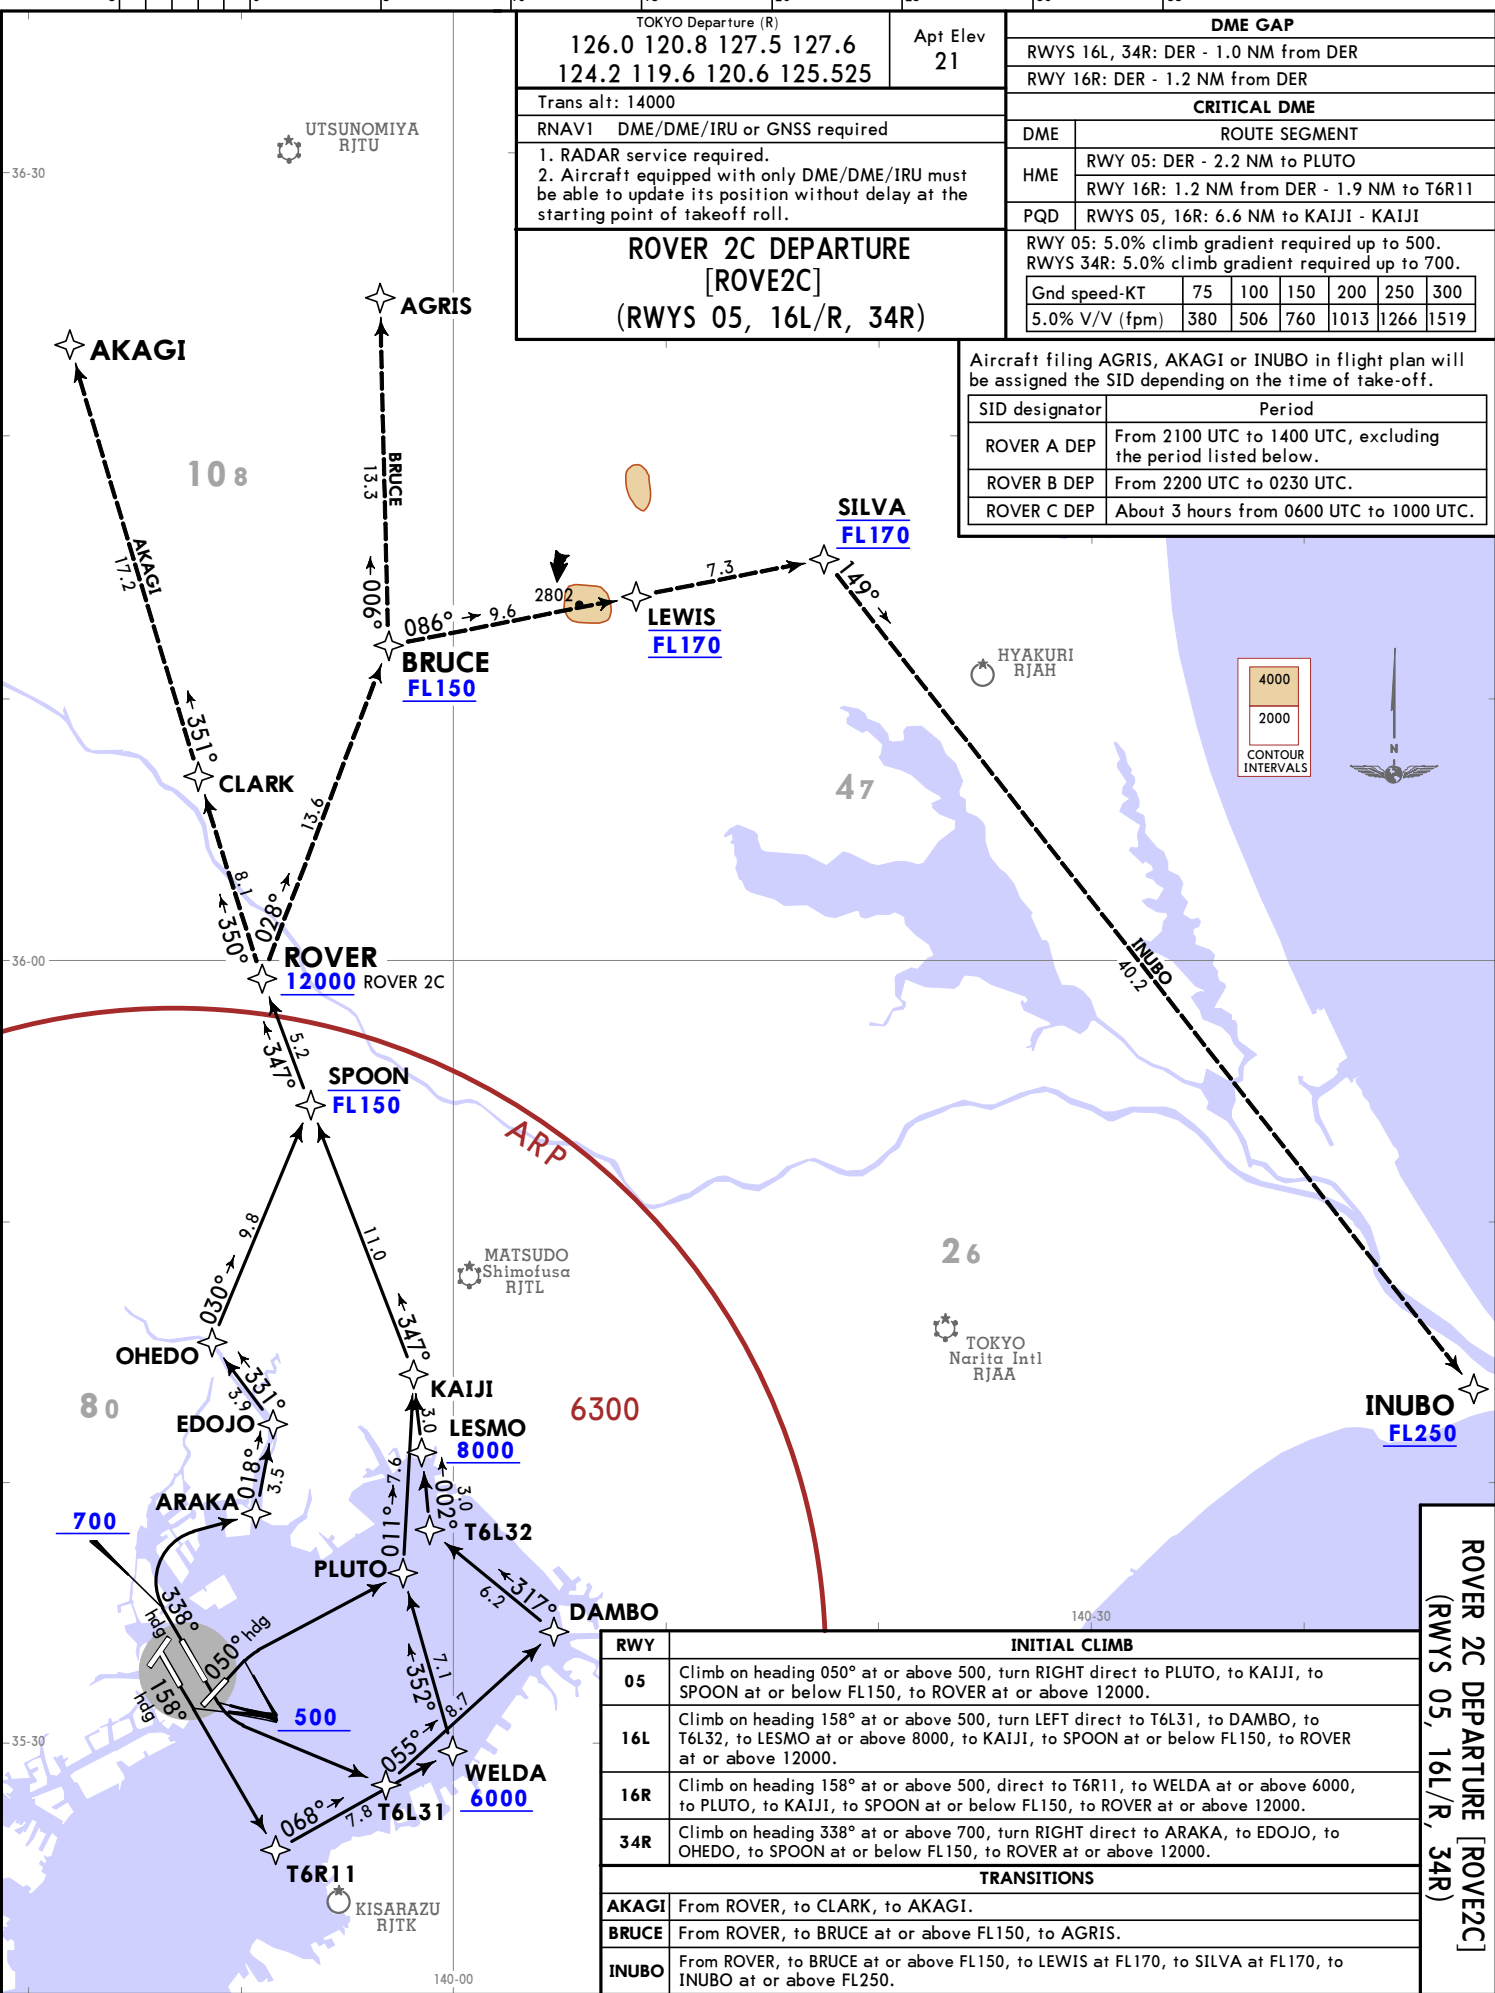 TOKYO Departure (R)
126.0 120.8 127.5 127.6
124.2 119.6 120.6 125.525
Apt Elev
21
Trans alt: 14000
RNAV1 DME/DME/IRU or GNSS required
1. RADAR service required.
2. Aircraft equipped with only DME/DME/IRU must
be able to update its position without delay at the
starting point of takeoff roll.
ROVER 2C DEPARTURE
[ROVE2C]
(RWYS 05, 16L/R, 34R)
DME GAP
RWYS 16L, 34R: DER - 1.0 NM from DER
RWY 16R: DER - 1.2 NM from DER
CRITICAL DME
DME ROUTE SEGMENT
HME
RWY 05: DER - 2.2 NM to PLUTO
RWY 16R: 1.2 NM from DER - 1.9 NM to T6R11
PQD RWYS 05, 16R: 6.6 NM to KAIJI - KAIJI
RWY 05: 5.0% climb gradient required up to 500.
RWYS 34R: 5.0% climb gradient required up to 700.
Gnd speed-KT 75 100 150 200 250 300
5.0% V/V (fpm) 380 506 760 1013 1266 1519
Aircraft filing AGRIS, AKAGI or INUBO in flight plan will
be assigned the SID depending on the time of take-off.
SID designator Period
ROVER A DEP From 2100 UTC to 1400 UTC, excluding
the period listed below.
ROVER B DEP From 2200 UTC to 0230 UTC.
ROVER C DEP About 3 hours from 0600 UTC to 1000 UTC.
UTSUNOMIYA
RJTU
36-30
AGRIS
AKAGI
108
BRUCE
13.3
AKAGI
17.2
006°
SILVA
FL170
149°
7.3
2802
086° 9.6
LEWIS
FL170
BRUCE
FL150
HYAKURI
RJAH
4000
2000
CONTOUR
INTERVALS
N
351°
CLARK
47
13.6
8.1
350°
028°
36-00
ROVER
12000 ROVER 2C
INUBO
40.2
5.2
347°
SPOON
FL150
ARP
9.8
11.0
030°
MATSUDO
Shimofusa
RJTL
26
TOKYO
Narita Intl
RJAA
OHEDO
331°
3.9
347°
KAIJI
80
6300
INUBO
FL250
EDOJO
3.0
LESMO
8000
018°
3.5
9.7
002°
3.0
ARAKA
700
T6L32
011°
PLUTO
317°
6.2
DAMBO
140-30
338°
hdg
050° hdg
158°
hdg
7.1
352°
500
8.7
055°
35-30
WELDA
6000
068°
7.8
T6L31
T6R11
KISARAZU
RJTK
140-00
RWY INITIAL CLIMB
05 Climb on heading 050° at or above 500, turn RIGHT direct to PLUTO, to KAIJI, to
SPOON at or below FL150, to ROVER at or above 12000.
16L Climb on heading 158° at or above 500, turn LEFT direct to T6L31, to DAMBO, to
T6L32, to LESMO at or above 8000, to KAIJI, to SPOON at or below FL150, to ROVER
at or above 12000.
16R Climb on heading 158° at or above 500, direct to T6R11, to WELDA at or above 6000,
to PLUTO, to KAIJI, to SPOON at or below FL150, to ROVER at or above 12000.
34R Climb on heading 338° at or above 700, turn RIGHT direct to ARAKA, to EDOJO, to
OHEDO, to SPOON at or below FL150, to ROVER at or above 12000.
TRANSITIONS
AKAGI From ROVER, to CLARK, to AKAGI.
BRUCE From ROVER, to BRUCE at or above FL150, to AGRIS.
INUBO From ROVER, to BRUCE at or above FL150, to LEWIS at FL170, to SILVA at FL170, to
INUBO at or above FL250.
ROVER 2C DEPARTURE [ROVE2C]
(RWYS 05, 16L/R, 34R)